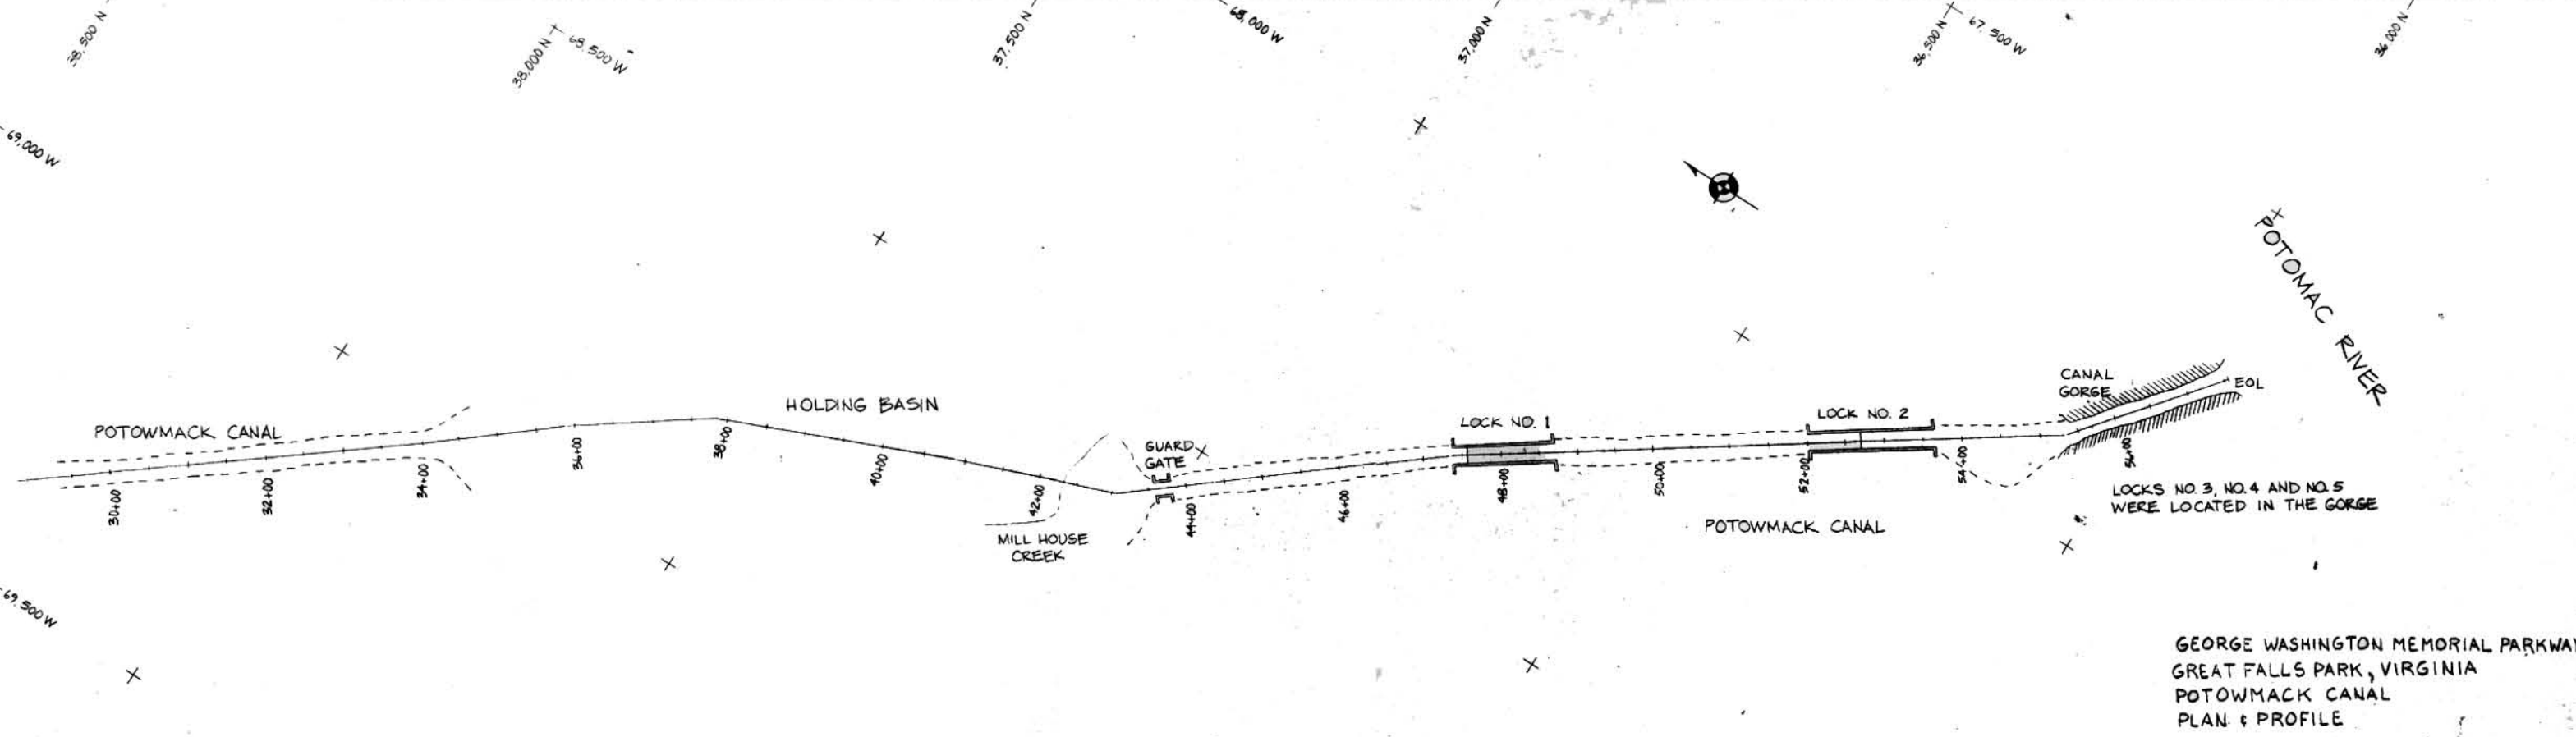 38,500 N
38,000 N
68,500 W
37,500 N
68,000 W
37,000 N
36,500 N
67,500 W
36,000 N
69,000 W
POTOMAC RIVER
CANAL
GORGE
EOL
HOLDING BASIN
LOCK NO. 1
LOCK NO. 2
POTOWMACK CANAL
GUARD
GATE
30+00
32+00
34+00
36+00
38+00
40+00
42+00
44+00
46+00
48+00
50+00
52+00
54+00
56+00
MILL HOUSE
CREEK
POTOWMACK CANAL
LOCKS NO. 3, NO. 4 AND NO. 5
WERE LOCATED IN THE GORGE
69,500 W
GEORGE WASHINGTON MEMORIAL PARKWAY
GREAT FALLS PARK, VIRGINIA
POTOWMACK CANAL
PLAN & PROFILE